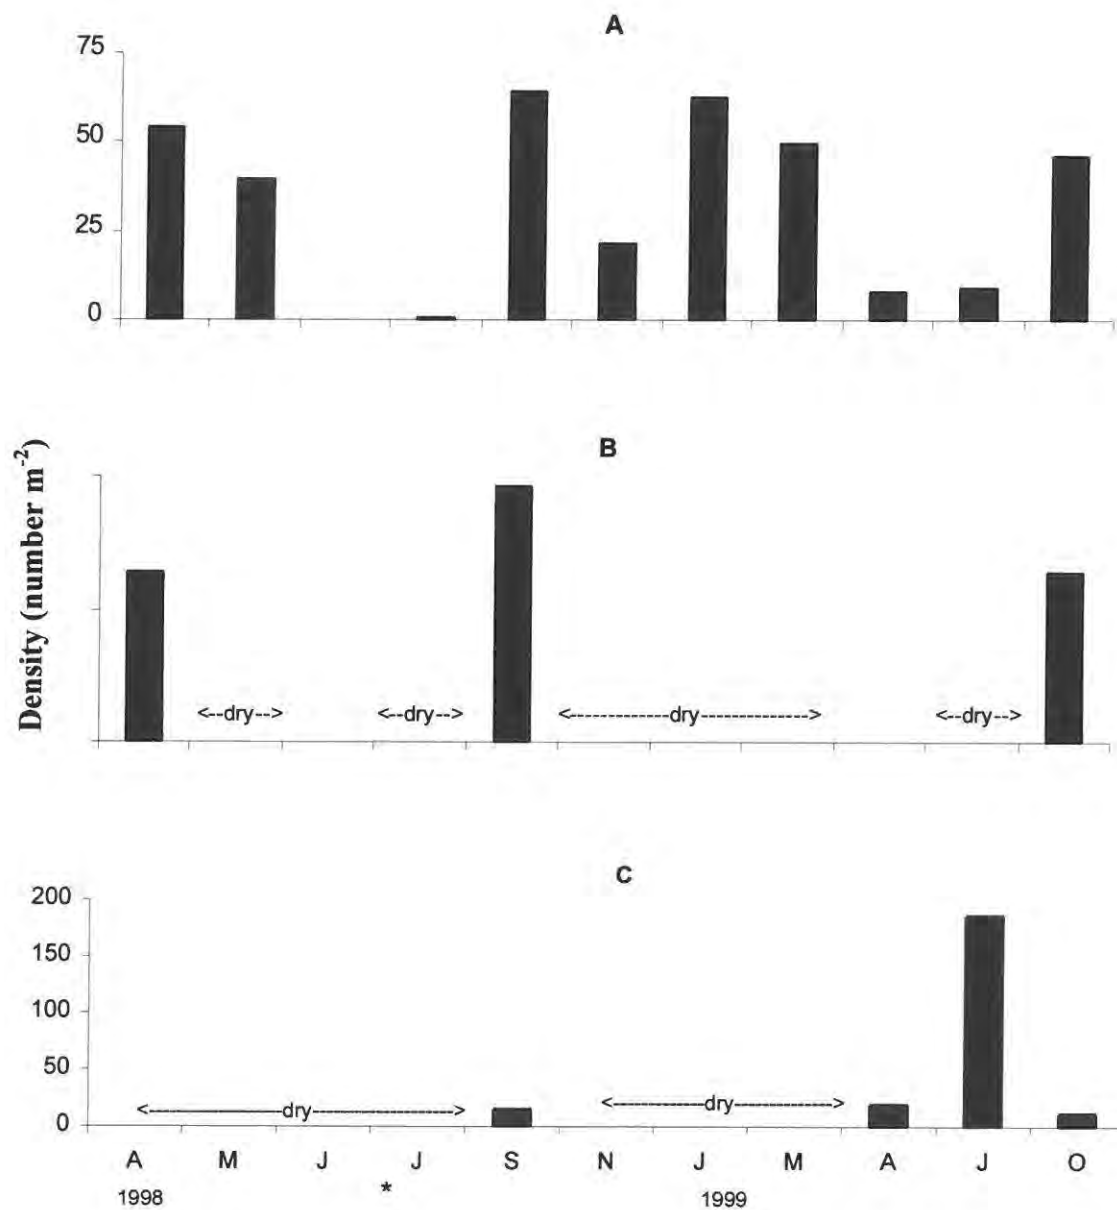 A
75
50
25
0
Density (number m-2)
B
<--dry-->
<--dry-->
<----------------dry------------->
<--dry-->
C
200
150
100
50
0
<------------------dry------------------->
<-------------dry--------------->
A M J J S N J M A J O
1998 * 1999